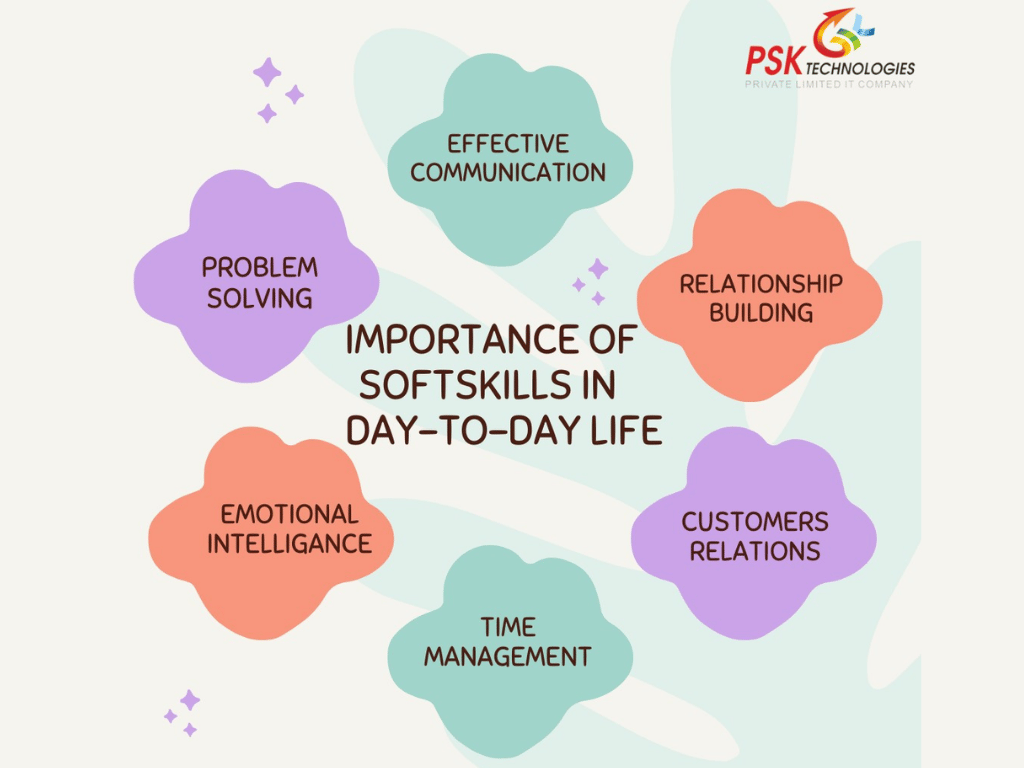 PSK TECHNOLOGIES
PRIVATE LIMITED IT COMPANY
EFFECTIVE
COMMUNICATION
PROBLEM
SOLVING
RELATIONSHIP
BUILDING
IMPORTANCE OF
SOFTSKILLS IN
DAY-TO-DAY LIFE
EMOTIONAL
INTELLIGANCE
CUSTOMERS
RELATIONS
TIME
MANAGEMENT